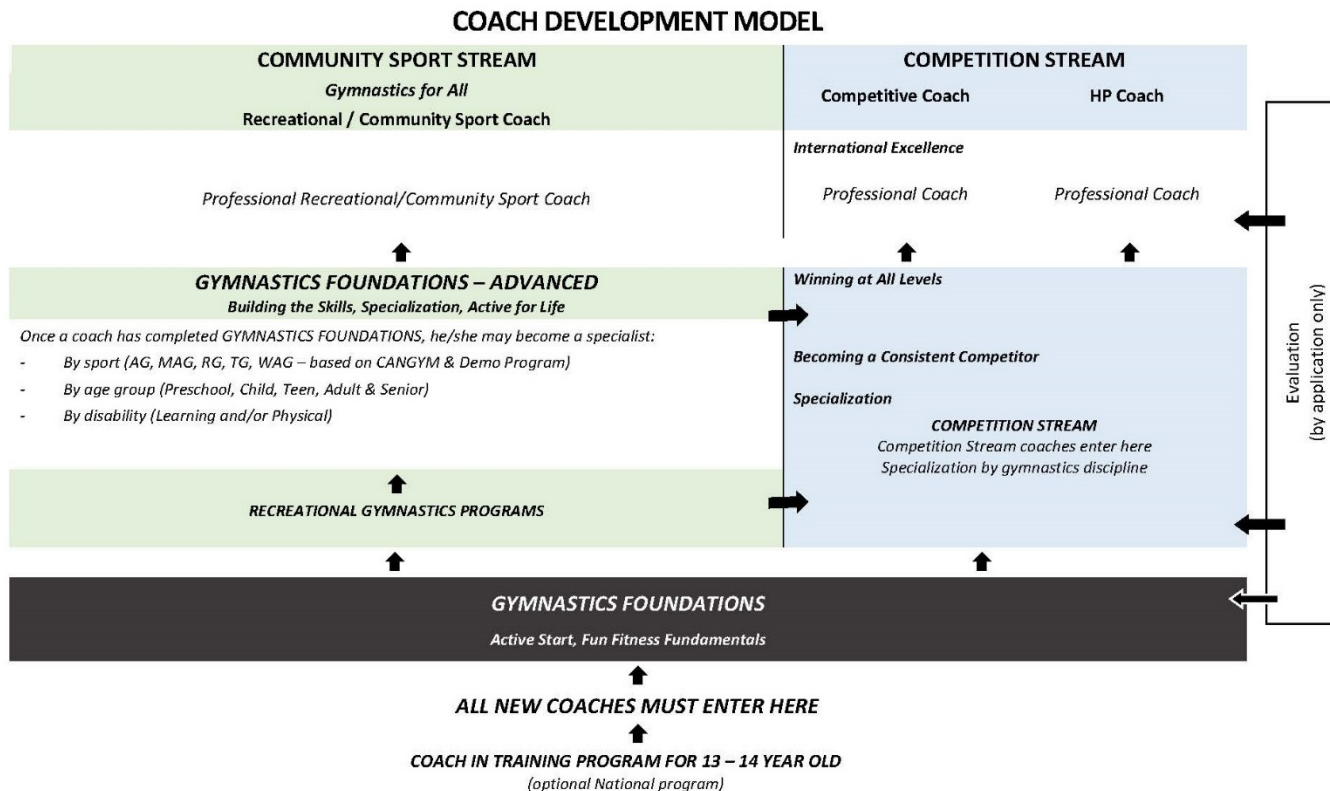 COACH DEVELOPMENT MODEL
COMMUNITY SPORT STREAM
Gymnastics for All
Recreational / Community Sport Coach
COMPETITION STREAM
Competitive Coach
HP Coach
International Excellence
Professional Recreational/Community Sport Coach
Professional Coach
Professional Coach
GYMNASTICS FOUNDATIONS – ADVANCED
Building the Skills, Specialization, Active for Life
Once a coach has completed GYMNASTICS FOUNDATIONS, he/she may become a specialist:
- By sport (AG, MAG, RG, TG, WAG – based on CANGYM & Demo Program)
- By age group (Preschool, Child, Teen, Adult & Senior)
- By disability (Learning and/or Physical)
Winning at All Levels
Becoming a Consistent Competitor
Specialization
COMPETITION STREAM
Competition Stream coaches enter here
Specialization by gymnastics discipline
RECREATIONAL GYMNASTICS PROGRAMS
Evaluation
(by application only)
GYMNASTICS FOUNDATIONS
Active Start, Fun Fitness Fundamentals
ALL NEW COACHES MUST ENTER HERE
COACH IN TRAINING PROGRAM FOR 13 – 14 YEAR OLD
(optional National program)